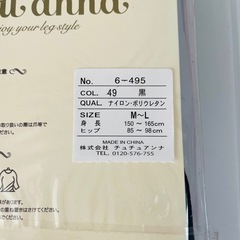 anna
enjoy your leg style
No. 6-495
COL. 49 黒
QUAL. ナイロン・ポリウレタン
SIZE M~L
身長 150~165cm
ヒップ 85~98cm
MADE IN CHINA
株式会社 チュチュアンナ
TEL. 0120-576-755